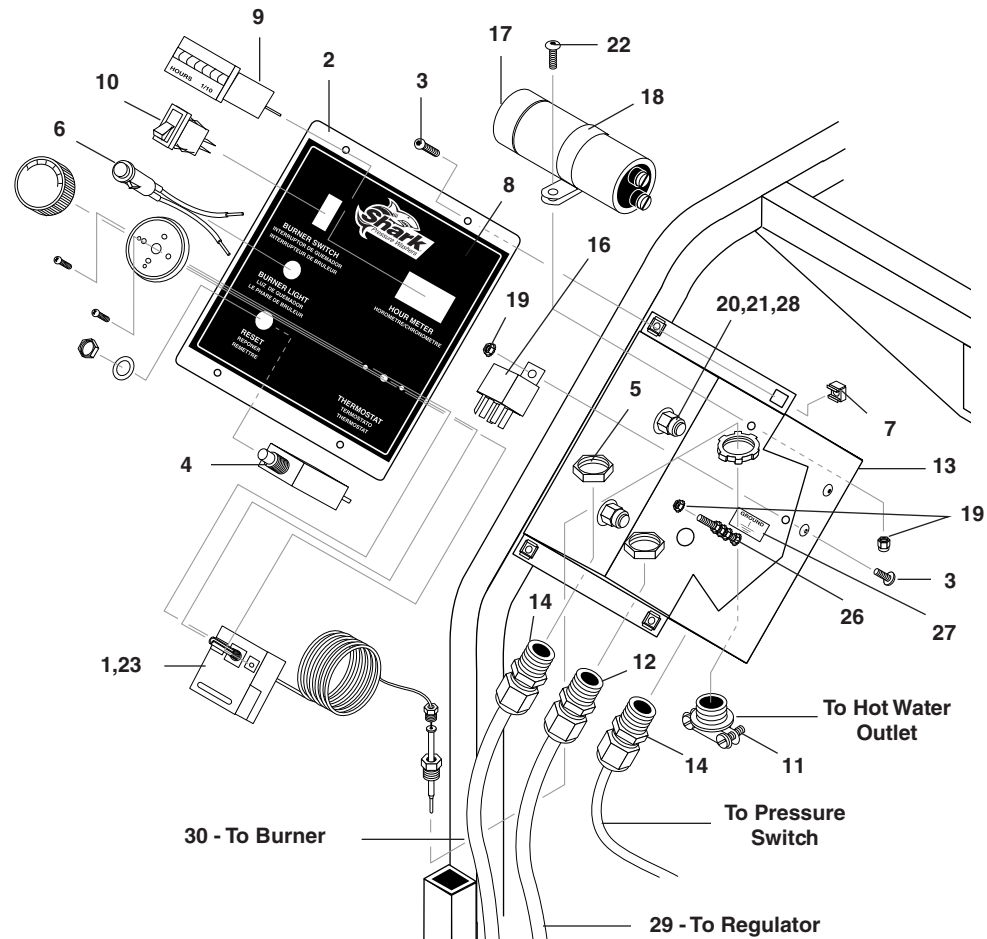 9
17
22
2
3
18
10
6
HOURS 1/10
8
Shark
Pressure Washers
BURNER SWITCH
INTERRUPTOR DE QUEMADOR
INTERRUPTEUR DE BRULEUR
16
BURNER LIGHT
LUZ DE QUEMADOR
LE PHARE DE BRULEUR
HOUR METER
HOROMETRE/CHRONOMETRE
19
20,21,28
RESET
REPONER
REMETTRE
5
7
THERMOSTAT
TERMOSTATO
THERMOSTAT
4
13
GROUND
19
3
14
26
27
1,23
12
To Hot Water
Outlet
14
11
To Pressure
Switch
30 - To Burner
29 - To Regulator